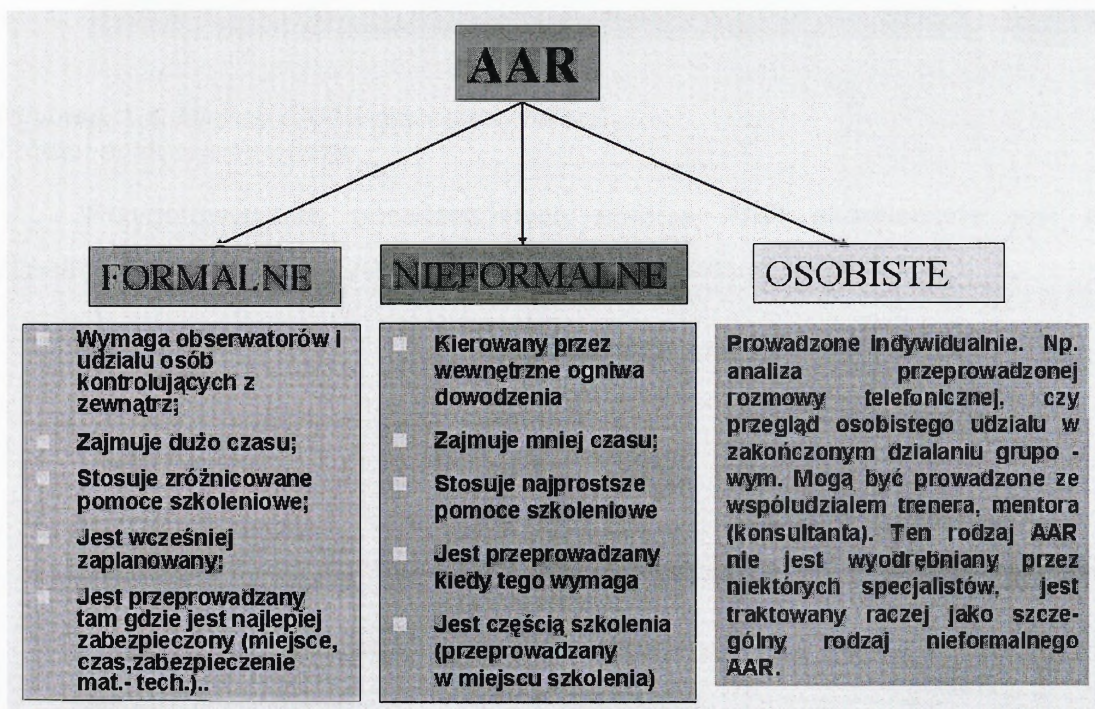 AAR
FORMALNE
Wymaga obserwatorów i
udziału osób
kontrolujących z
zewnątrz;
Zajmuje dużo czasu;
Stosuje zróżnicowane
pomoce szkoleniowe;
Jest wcześniej
zaplanowany;
Jest przeprowadzany
tam gdzie jest najlepiej
zabezpieczony (miejsce,
czas,zabezpieczenie
mat.- tech.)..
NIEFORMALNE
Kierowany przez
wewnętrzne ogniwa
dowodzenia
Zajmuje mniej czasu;
Stosuje najprostsze
pomoce szkoleniowe
Jest przeprowadzany
kiedy tego wymaga
Jest częścią szkolenia
(przeprowadzany
w miejscu szkolenia)
OSOBISTE
Prowadzone indywidualnie. Np.
analiza przeprowadzonej
rozmowy telefonicznej, czy
przegląd osobistego udziału w
zakończonym działaniu grupo -
wym. Mogą być prowadzone ze
współudziałem trenera, mentora
(konsultanta). Ten rodzaj AAR
nie jest wyodrębniany przez
niektórych specjalistów, jest
traktowany raczej jako szcze-
gólny rodzaj nieformalnego
AAR.